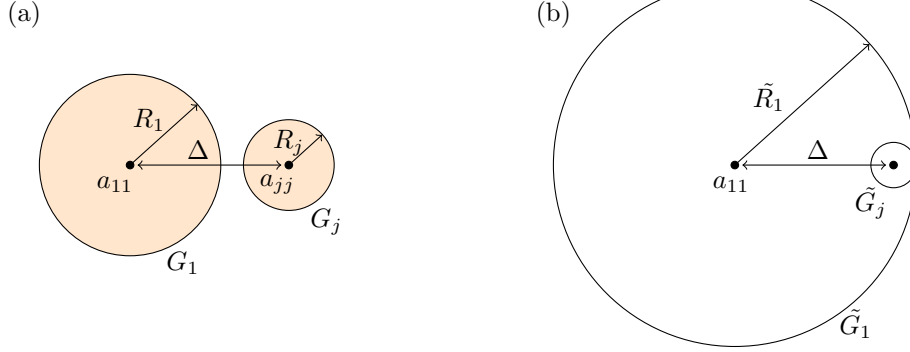 (a)
R₁
Δ
Rⱼ
a₁₁
aⱼⱼ
Gⱼ
G₁
(b)
R̃₁
Δ
a₁₁
G̃ⱼ
G̃₁